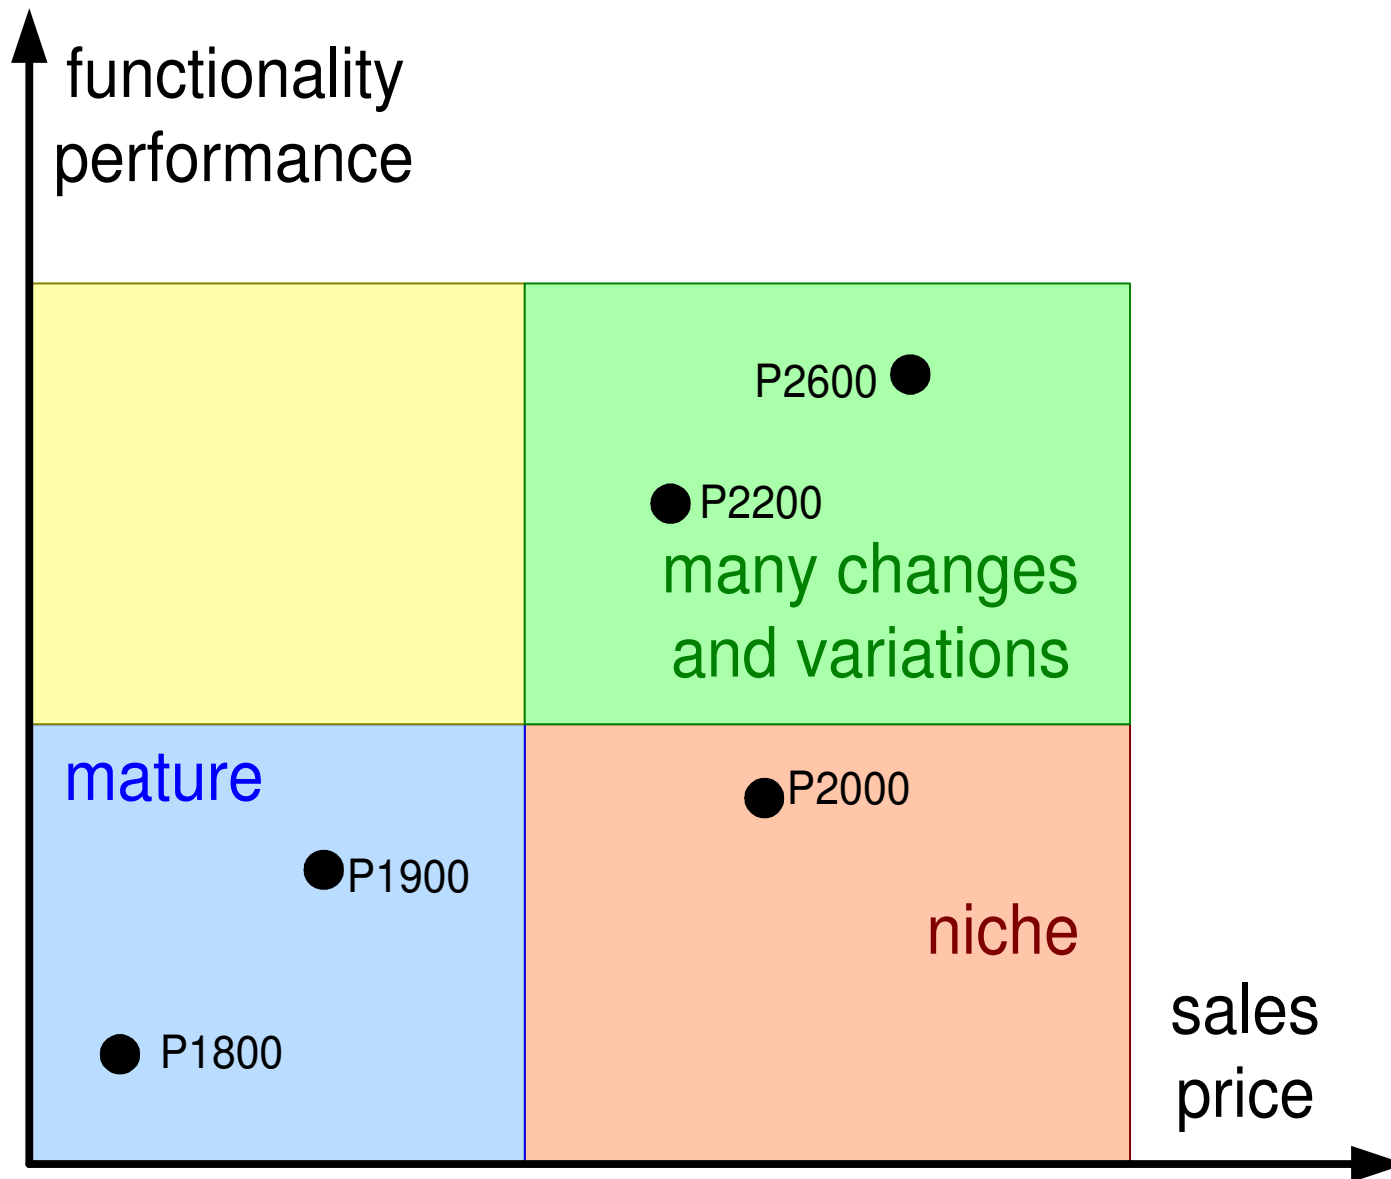 functionality
performance
P2600
P2200
many changes
and variations
mature
P2000
P1900
niche
sales
price
P1800